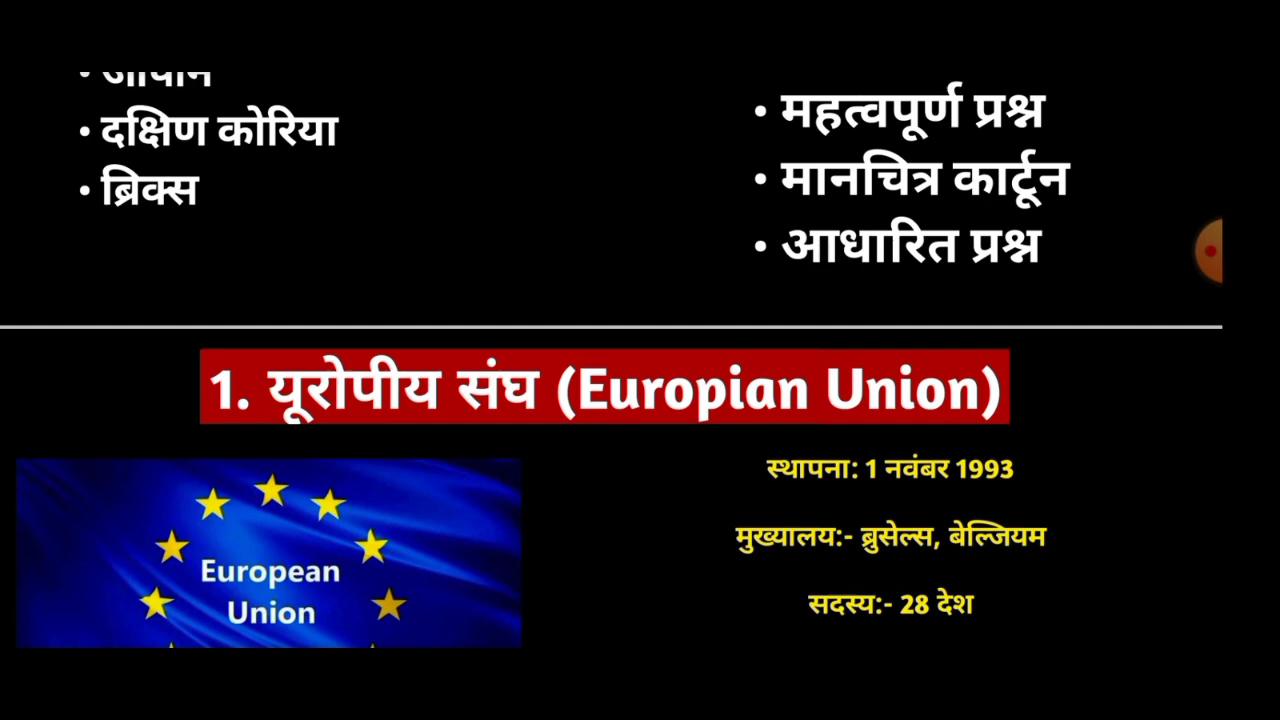 • दक्षिण कोरिया
• ब्रिक्स
• महत्वपूर्ण प्रश्न
• मानचित्र कार्टून
• आधारित प्रश्न
1. यूरोपीय संघ (Europian Union)
European
Union
स्थापना: 1 नवंबर 1993
मुख्यालय:- ब्रुसेल्स, बेल्जियम
सदस्य:- 28 देश